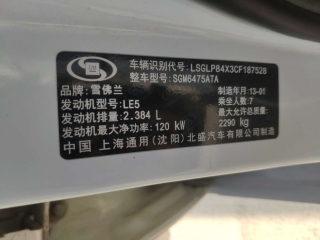 车辆识别代号: LSGLP84X3CF187528
整车型号: SGM6475ATA
品牌: 雪佛兰
发动机型号: LE5 制造年月: 13-01
发动机排量: 2.384 L 乘坐人数: 7
发动机最大净功率: 120 kW 最大允许总质量: 2290 kg
中国 上海通用(沈阳)北盛汽车有限公司制造